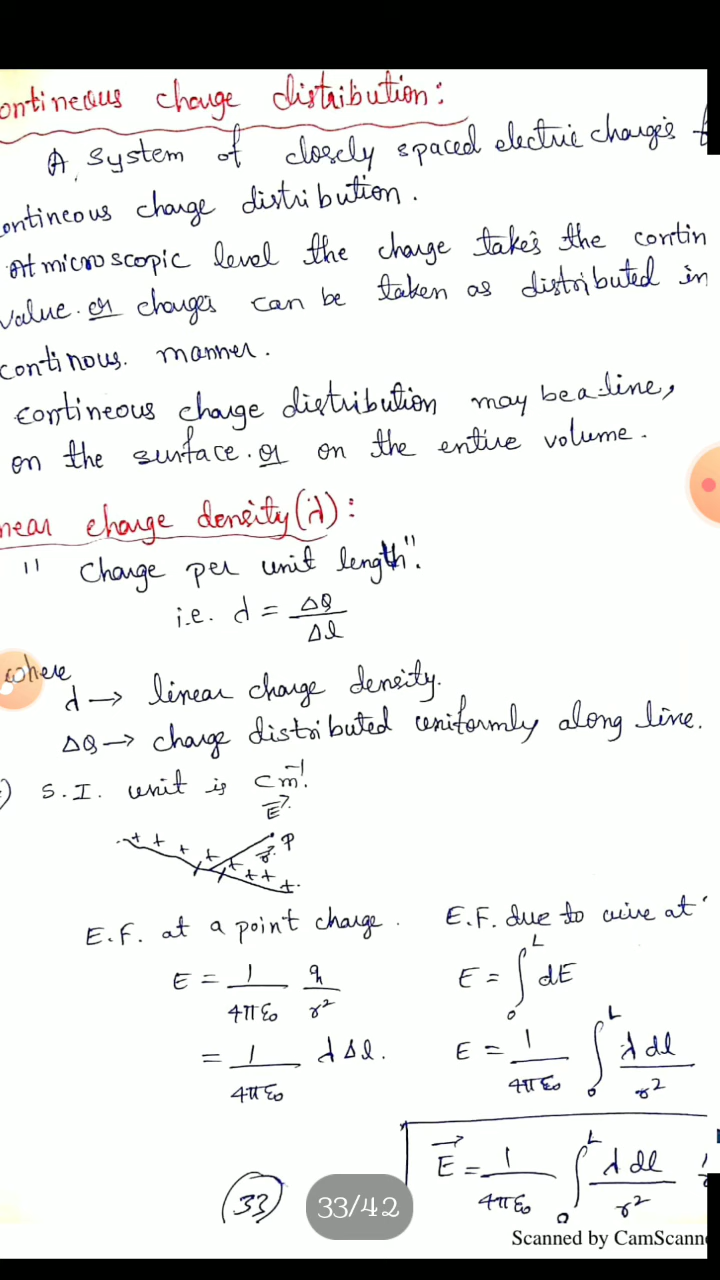 ontineous charge distribution:
A system of closely spaced electric charges f
ontineous charge distribution.
At microscopic level the charge takes the contin
value. or charges can be taken as distributed in
continous. manner.
contineous charge distribution may be a line,
on the surface. or on the entire volume.
near charge density (λ):
" Charge per unit length".
i.e. λ = ΔQ/Δl
where
λ → linear charge density.
ΔQ → charge distributed uniformly along line.
) S.I. unit is cm⁻¹.
E⃗
+ + + + + + + + r⃗ P
E.F. at a point charge. E.F. due to wire at
E = 1/4πε₀ q/r² E = ∫₀ᴸ dE
= 1/4πε₀ λ Δl. E = 1/4πε₀ ∫₀ᴸ λ dl/r²
E⃗ = 1/4πε₀ ∫₀ᴸ λ dl/r²
33 33/42
Scanned by CamScann